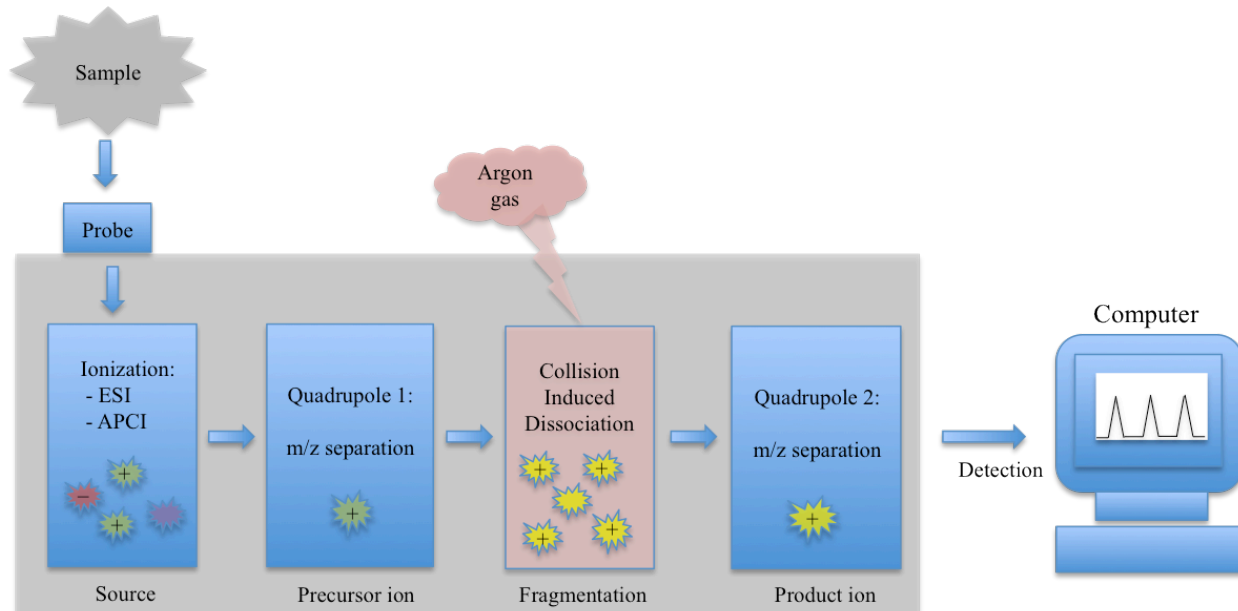 Sample
Probe
Argon
gas
Ionization:
- ESI
- APCI
+
−
+
Source
Quadrupole 1:
m/z separation
+
Precursor ion
Collision
Induced
Dissociation
+ +
+ +
Fragmentation
Quadrupole 2:
m/z separation
+
Product ion
Detection
Computer